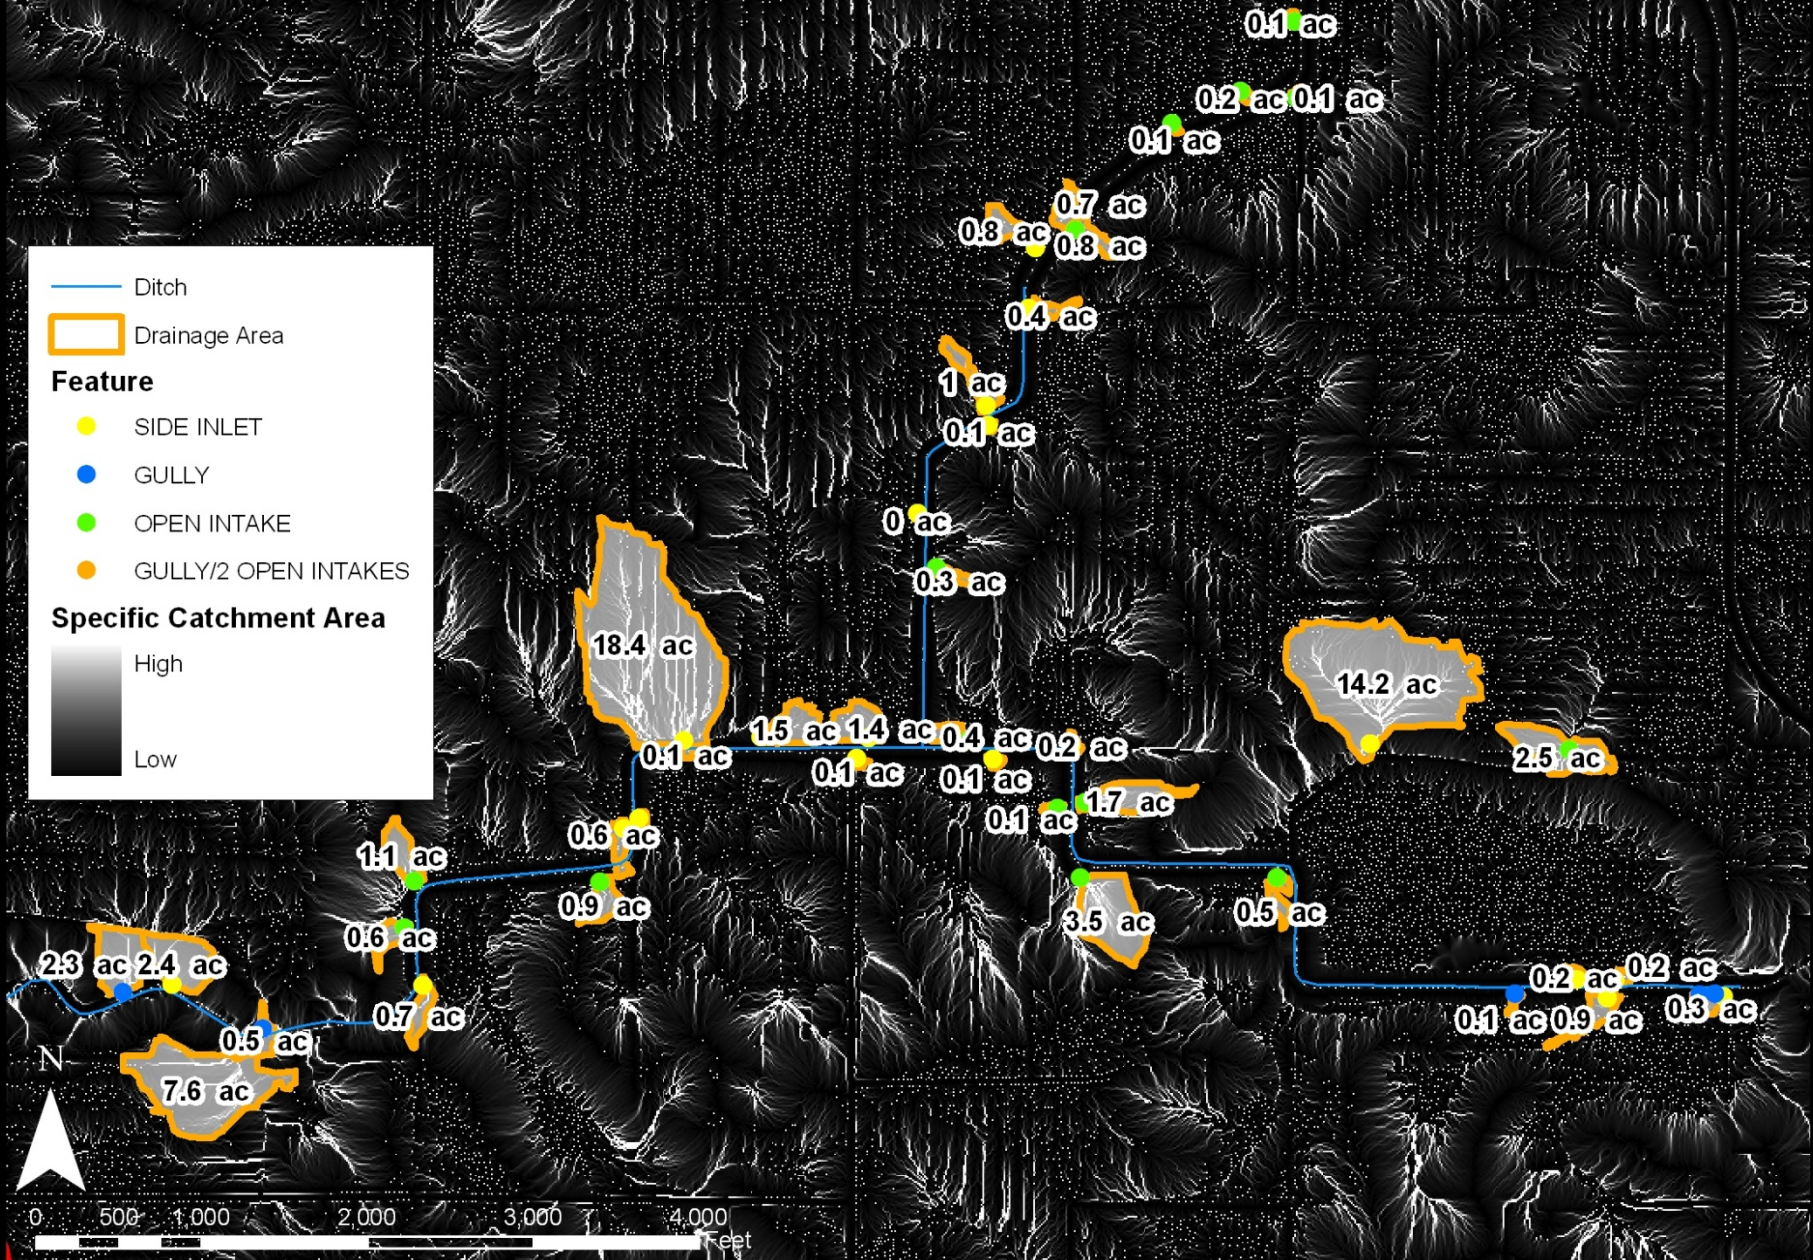 0.1 ac
0.2 ac 0.1 ac
0.1 ac
0.7 ac
0.8 ac 0.8 ac
0.4 ac
1 ac
0.1 ac
0 ac
0.3 ac
Ditch
Drainage Area
Feature
SIDE INLET
GULLY
OPEN INTAKE
GULLY/2 OPEN INTAKES
Specific Catchment Area
High
Low
18.4 ac
14.2 ac
1.5 ac 1.4 ac 0.4 ac 0.2 ac
0.1 ac
2.5 ac
0.1 ac 0.1 ac
1.7 ac
0.1 ac
0.6 ac
1.1 ac
0.9 ac
3.5 ac
0.5 ac
0.6 ac
2.3 ac 2.4 ac
0.2 ac 0.2 ac
0.7 ac
0.1 ac 0.9 ac 0.3 ac
0.5 ac
7.6 ac
N
0 500 1,000 2,000 3,000 4,000
Feet